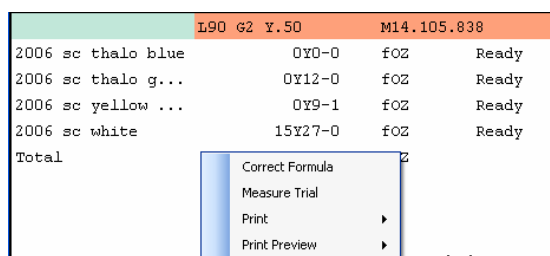 L90 G2 Y.50 M14.105.838
2006 sc thalo blue 0Y0-0 fOZ Ready
2006 sc thalo g... 0Y12-0 fOZ Ready
2006 sc yellow ... 0Y9-1 fOZ Ready
2006 sc white 15Y27-0 fOZ Ready
Total Z
Correct Formula
Measure Trial
Print
Print Preview